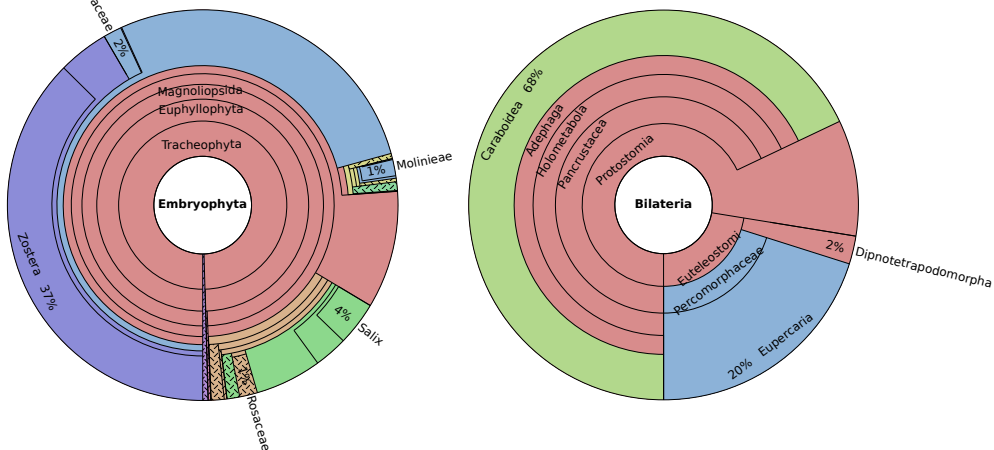 aceae
2%
Magnoliopsida
Euphyllophyta
Tracheophyta
Embryophyta
Molinieae
1%
Zostera 37%
4%
Salix
Rosaceae
Caraboidea 68%
Adephaga
Holometabola
Pancrustacea
Protostomia
Bilateria
Euteleostomi
Percomorphaceae
2%
Dipnotetrapodomorpha
20% Eupercaria